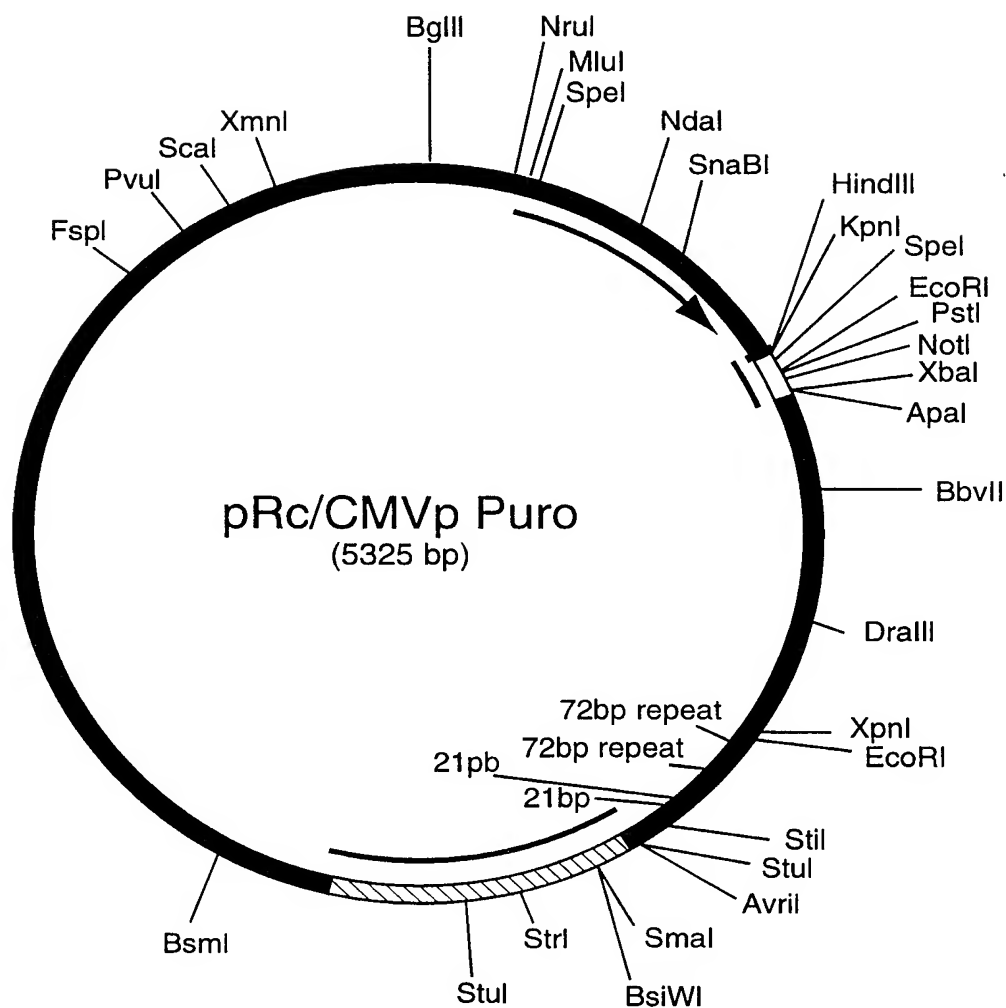 BglII
NruI
MluI
SpeI
NdaI
SnaBI
HindIII
KpnI
SpeI
EcoRI
PstI
NotI
XbaI
ApaI
BbvII
DraIII
XpnI
EcoRI
StiI
StuI
AvriI
SmaI
BsiWI
StrI
StuI
BsmI
FspI
PvuI
ScaI
XmnI
pRc/CMVp Puro
(5325 bp)
72bp repeat
72bp repeat
21pb
21bp